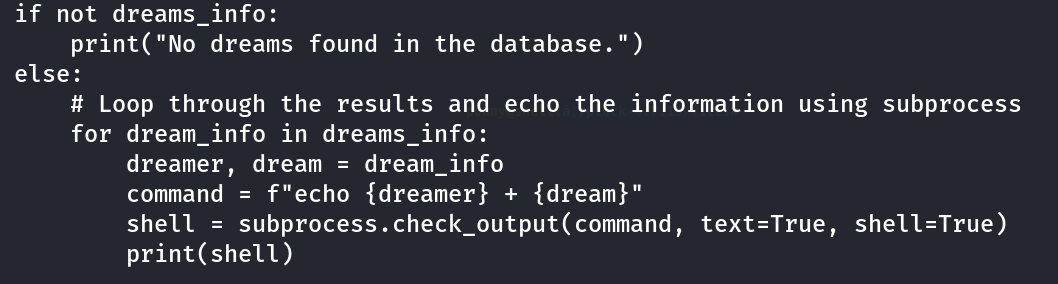 if not dreams_info:
    print("No dreams found in the database.")
else:
    # Loop through the results and echo the information using subprocess
    for dream_info in dreams_info:
        dreamer, dream = dream_info
        command = f"echo {dreamer} + {dream}"
        shell = subprocess.check_output(command, text=True, shell=True)
        print(shell)